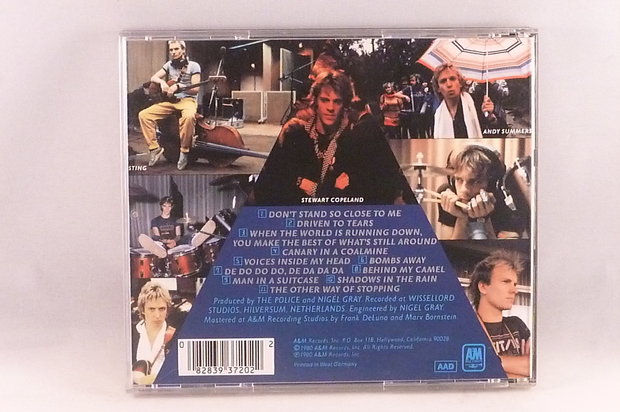 STING
ANDY SUMMERS
STEWART COPELAND
1 DON'T STAND SO CLOSE TO ME
2 DRIVEN TO TEARS
3 WHEN THE WORLD IS RUNNING DOWN,
YOU MAKE THE BEST OF WHAT'S STILL AROUND
4 CANARY IN A COALMINE
5 VOICES INSIDE MY HEAD 6 BOMBS AWAY
7 DE DO DO DO, DE DA DA DA 8 BEHIND MY CAMEL
9 MAN IN A SUITCASE 10 SHADOWS IN THE RAIN
11 THE OTHER WAY OF STOPPING
Produced by THE POLICE and NIGEL GRAY. Recorded at WISSELLORD
STUDIOS, HILVERSUM, NETHERLANDS. Engineered by NIGEL GRAY.
Mastered at A&M Recording Studios by Frank DeLuna and Marv Bornstein.
A&M Records, Inc. P.O. Box 118, Hollywood, California 90028
©1980 A&M Records, Inc. All Rights Reserved.
℗1980 A&M Records, Inc.
Printed in West Germany
0 82839 37202 2
AAD
A&M